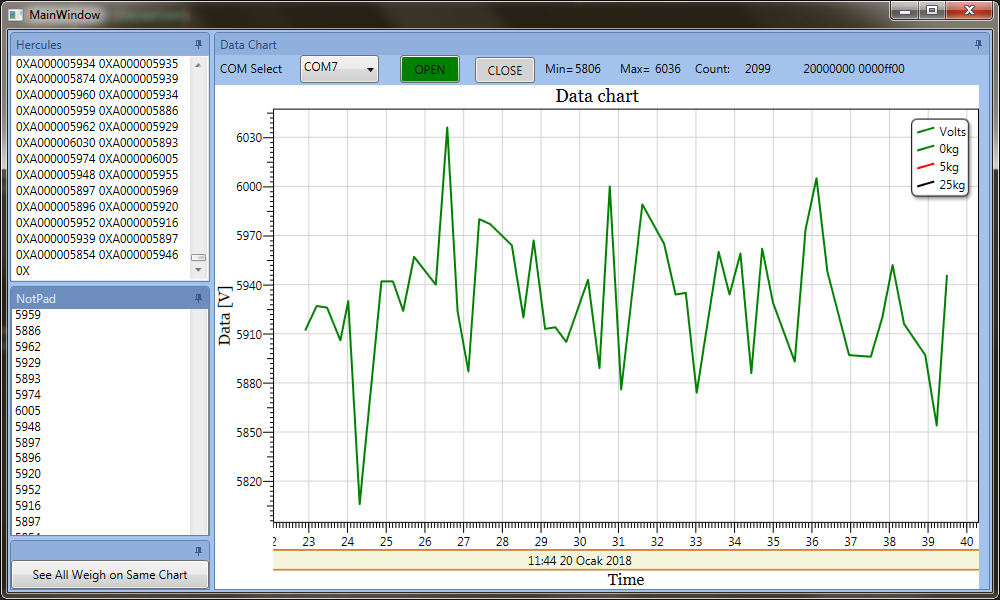 MainWindow
Hercules
0XA000005934 0XA000005935
0XA000005874 0XA000005939
0XA000005960 0XA000005934
0XA000005959 0XA000005886
0XA000005962 0XA000005929
0XA000006030 0XA000005893
0XA000005974 0XA000006005
0XA000005948 0XA000005955
0XA000005897 0XA000005969
0XA000005896 0XA000005920
0XA000005952 0XA000005916
0XA000005939 0XA000005897
0XA000005854 0XA000005946
0X
NotPad
5959
5886
5962
5929
5893
5974
6005
5948
5897
5896
5920
5952
5916
5897
See All Weigh on Same Chart
Data Chart
COM Select COM7 OPEN CLOSE Min= 5806 Max= 6036 Count: 2099 20000000 0000ff00
Data chart
Volts
0kg
5kg
25kg
6030
6000
5970
5940
5910
5880
5850
5820
Data [V]
2 23 24 25 26 27 28 29 30 31 32 33 34 35 36 37 38 39 40
11:44 20 Ocak 2018
Time